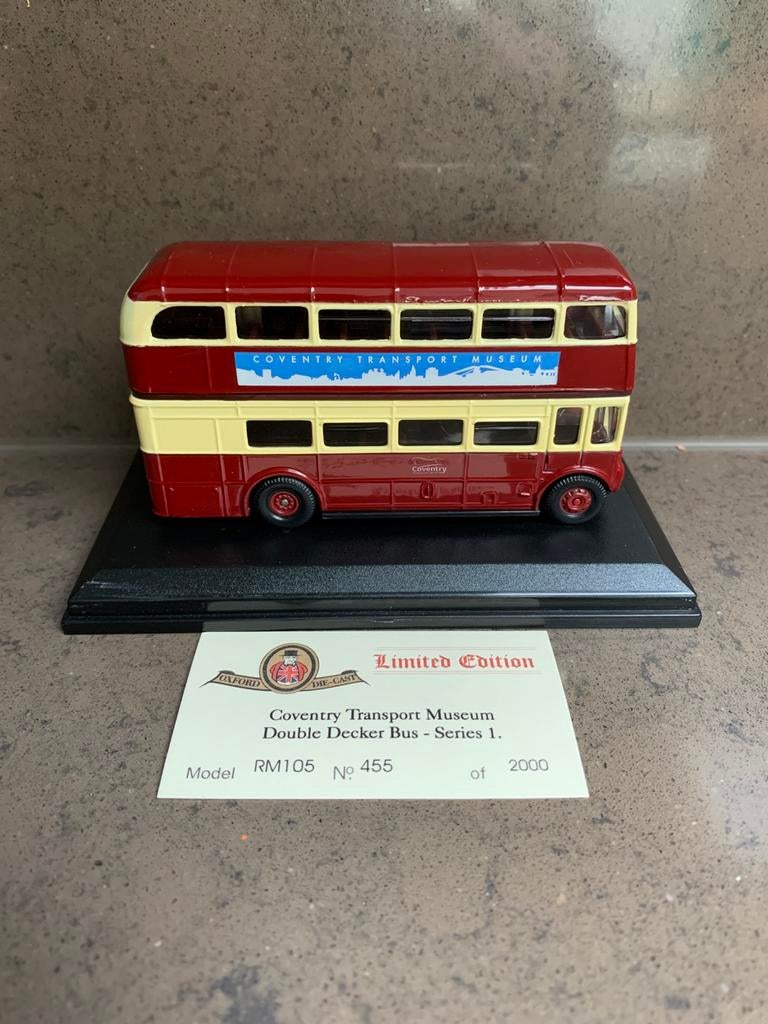 COVENTRY TRANSPORT MUSEUM
Coventry
OXFORD DIE-CAST
Limited Edition
Coventry Transport Museum
Double Decker Bus - Series 1.
Model RM105 Nº 455 of 2000